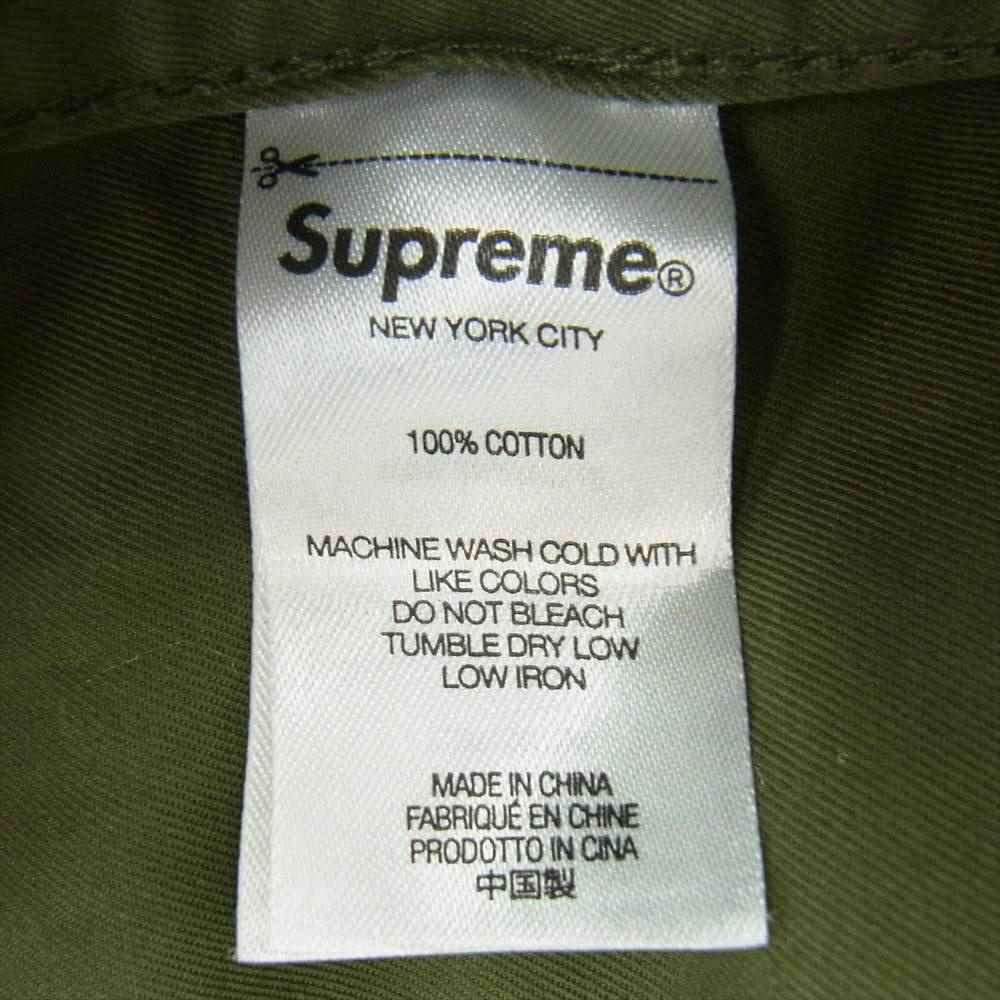 Supreme®
NEW YORK CITY
100% COTTON
MACHINE WASH COLD WITH
LIKE COLORS
DO NOT BLEACH
TUMBLE DRY LOW
LOW IRON
MADE IN CHINA
FABRIQUÉ EN CHINE
PRODOTTO IN CINA
中国製